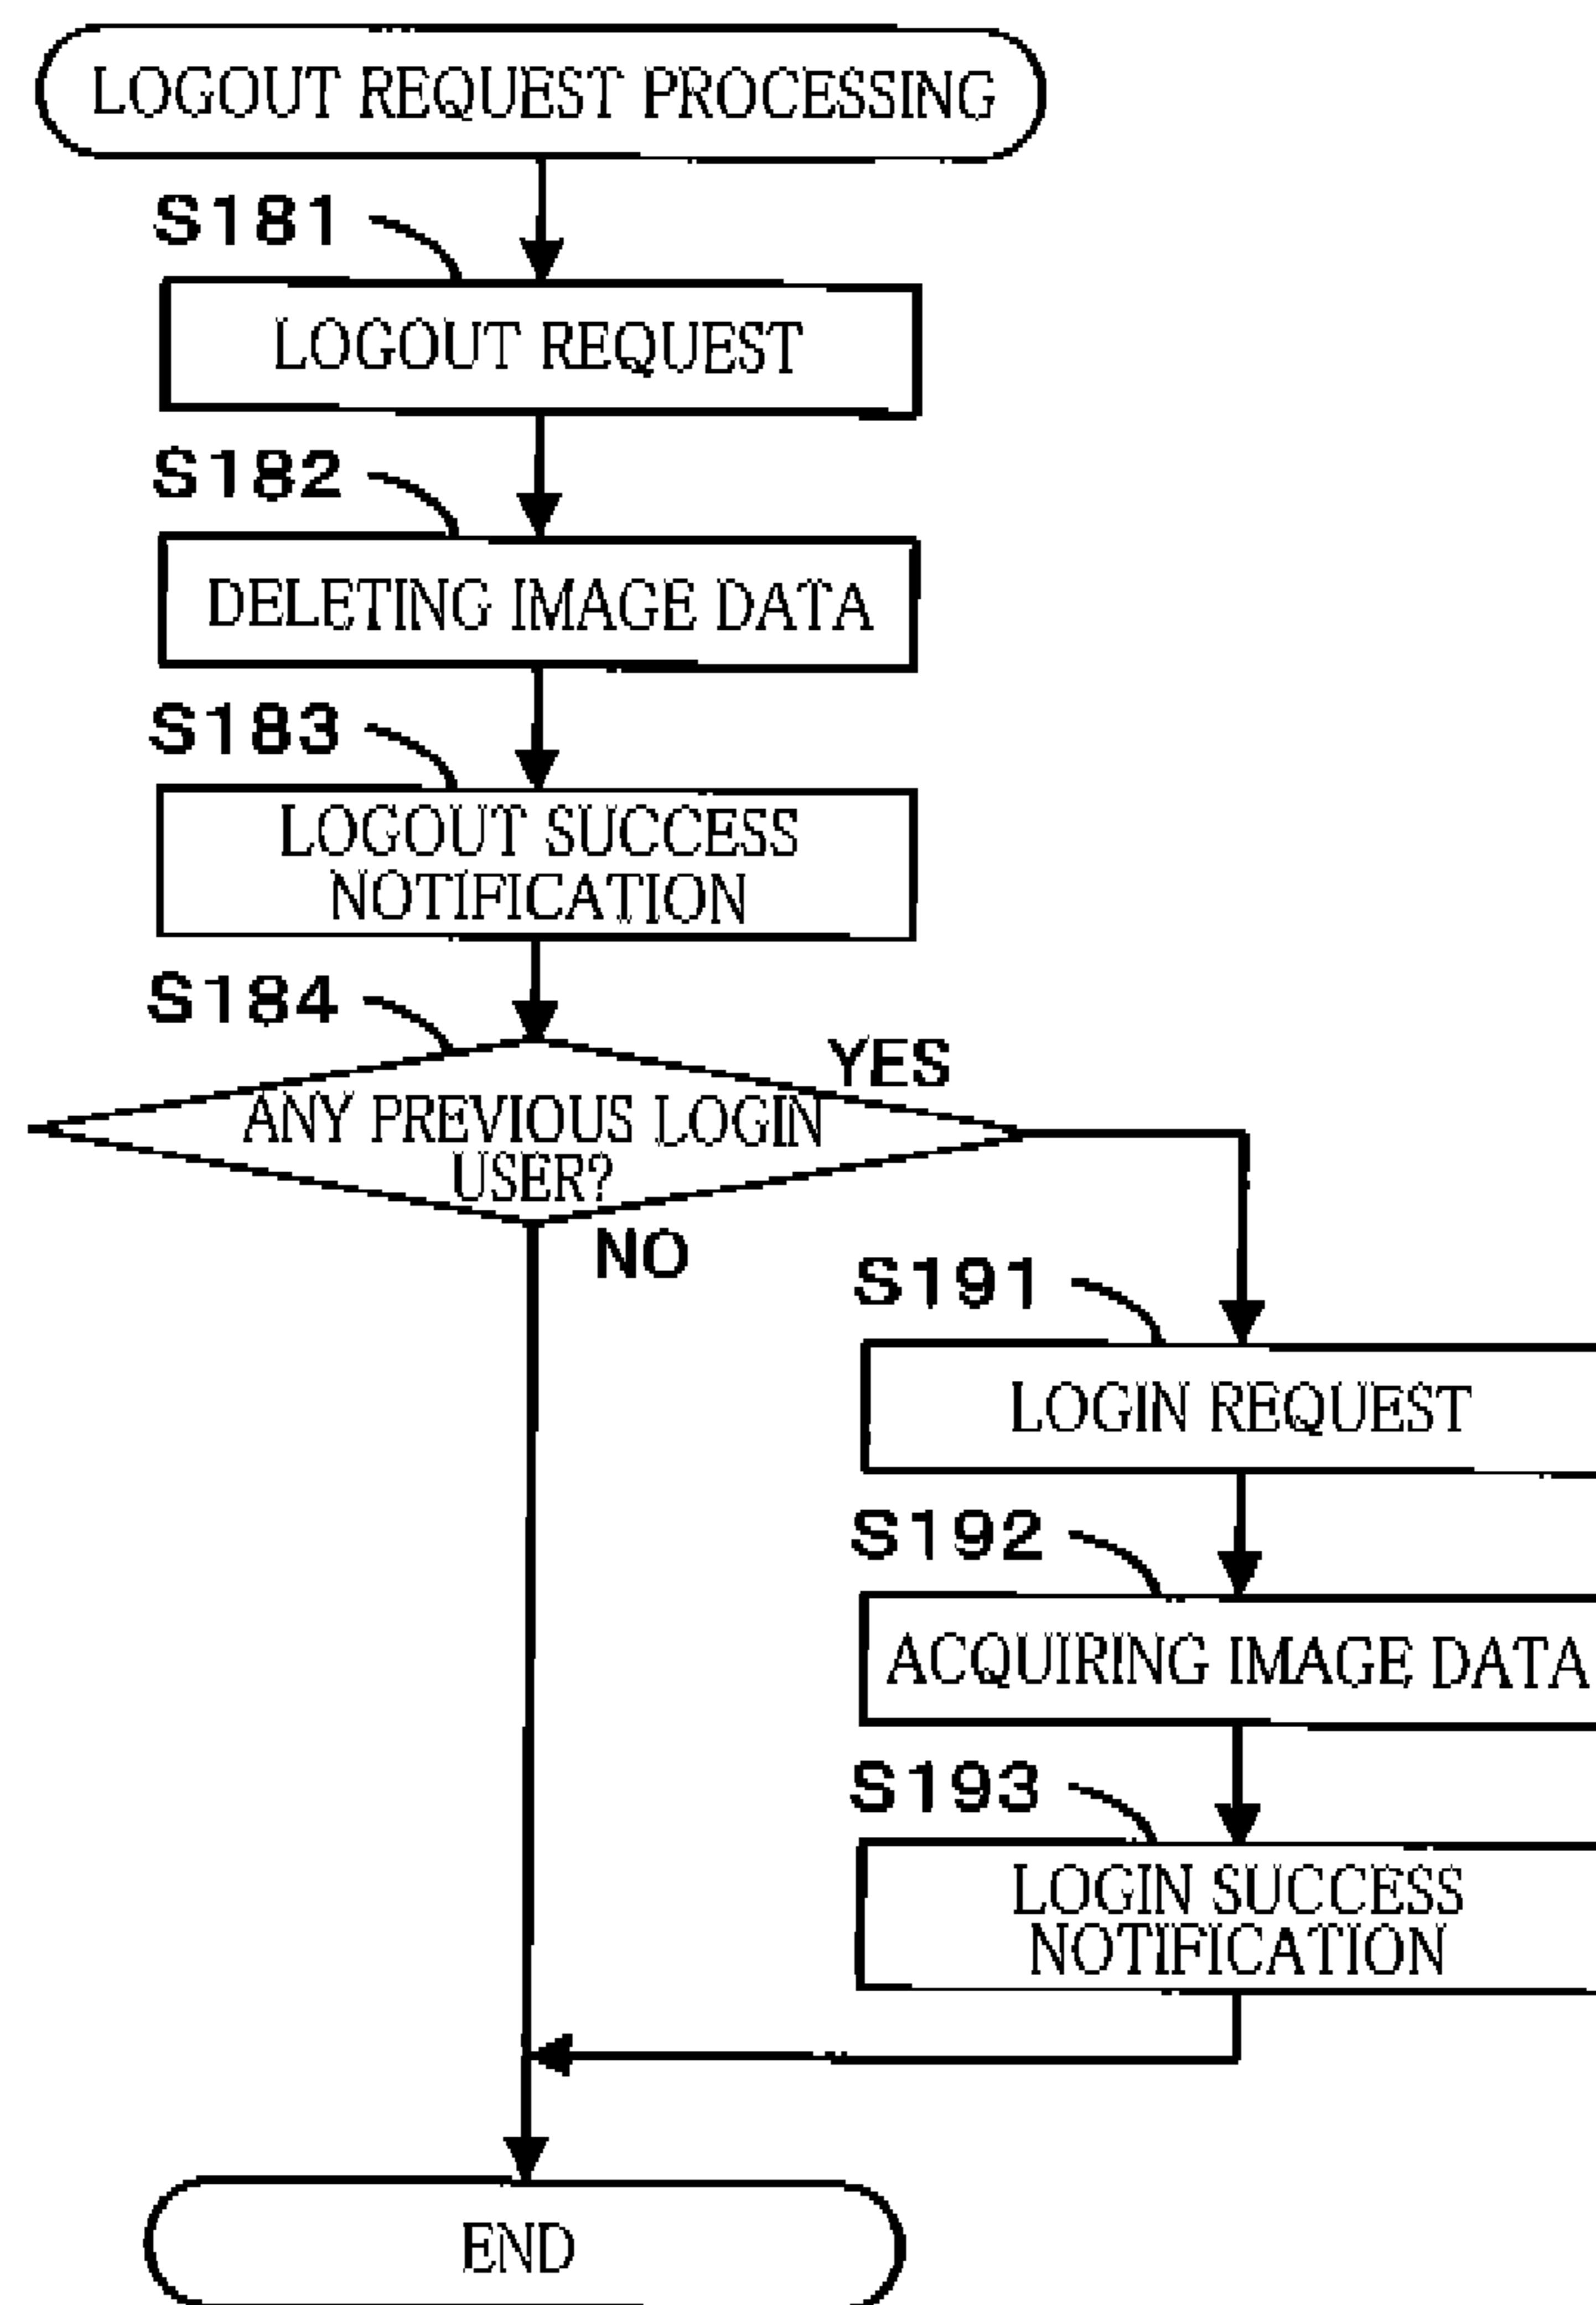 LOGOUT REQUEST PROCESSING
S181
LOGOUT REQUEST
S182
DELETING IMAGE DATA
S183
LOGOUT SUCCESS
NOTIFICATION
S184
YES
ANY PREVIOUS LOGIN
USER?
NO
S191
LOGIN REQUEST
S192
ACQUIRING IMAGE DATA
S193
LOGIN SUCCESS
NOTIFICATION
END